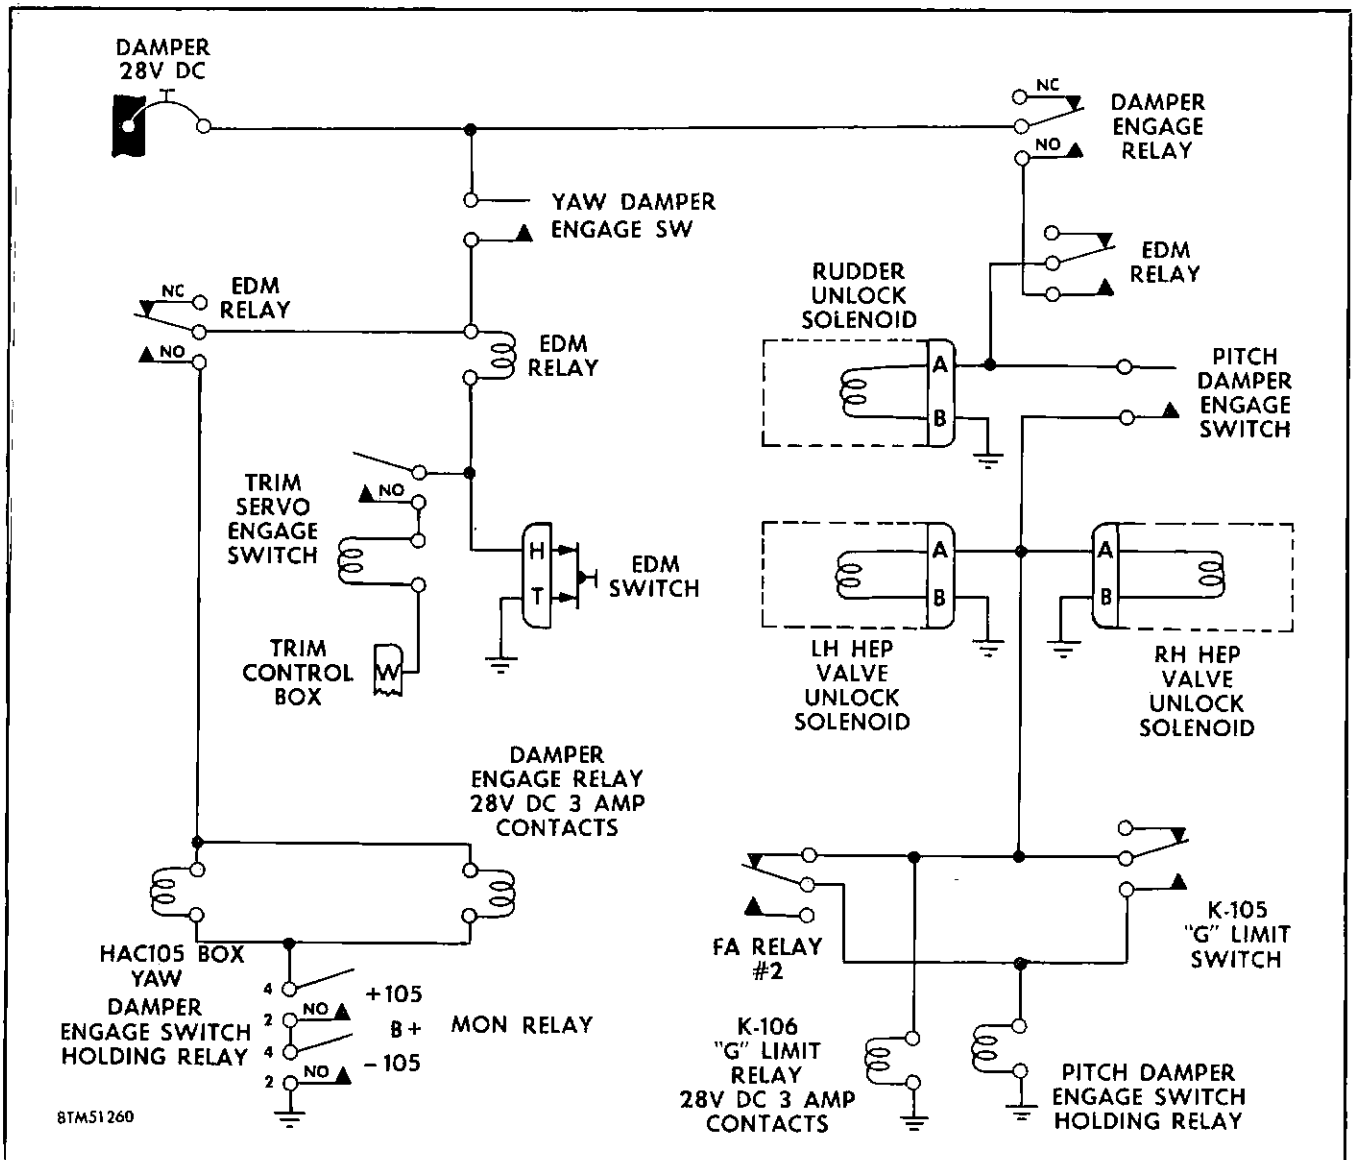 DAMPER
28V DC
NC
DAMPER
ENGAGE
RELAY
NO
YAW DAMPER
ENGAGE SW
EDM
RELAY
RUDDER
UNLOCK
SOLENOID
EDM
RELAY
NC
NO
EDM
RELAY
A
B
PITCH
DAMPER
ENGAGE
SWITCH
TRIM
SERVO
ENGAGE
SWITCH
NO
H
T
EDM
SWITCH
A
B
A
B
TRIM
CONTROL
BOX
W
LH HEP
VALVE
UNLOCK
SOLENOID
RH HEP
VALVE
UNLOCK
SOLENOID
DAMPER
ENGAGE RELAY
28V DC 3 AMP
CONTACTS
HAC105 BOX
YAW
DAMPER
ENGAGE SWITCH
HOLDING RELAY
4
+105
2
NO
B+
MON RELAY
4
-105
2
NO
FA RELAY
#2
K-105
"G" LIMIT
SWITCH
K-106
"G" LIMIT
RELAY
28V DC 3 AMP
CONTACTS
PITCH DAMPER
ENGAGE SWITCH
HOLDING RELAY
8TM51260